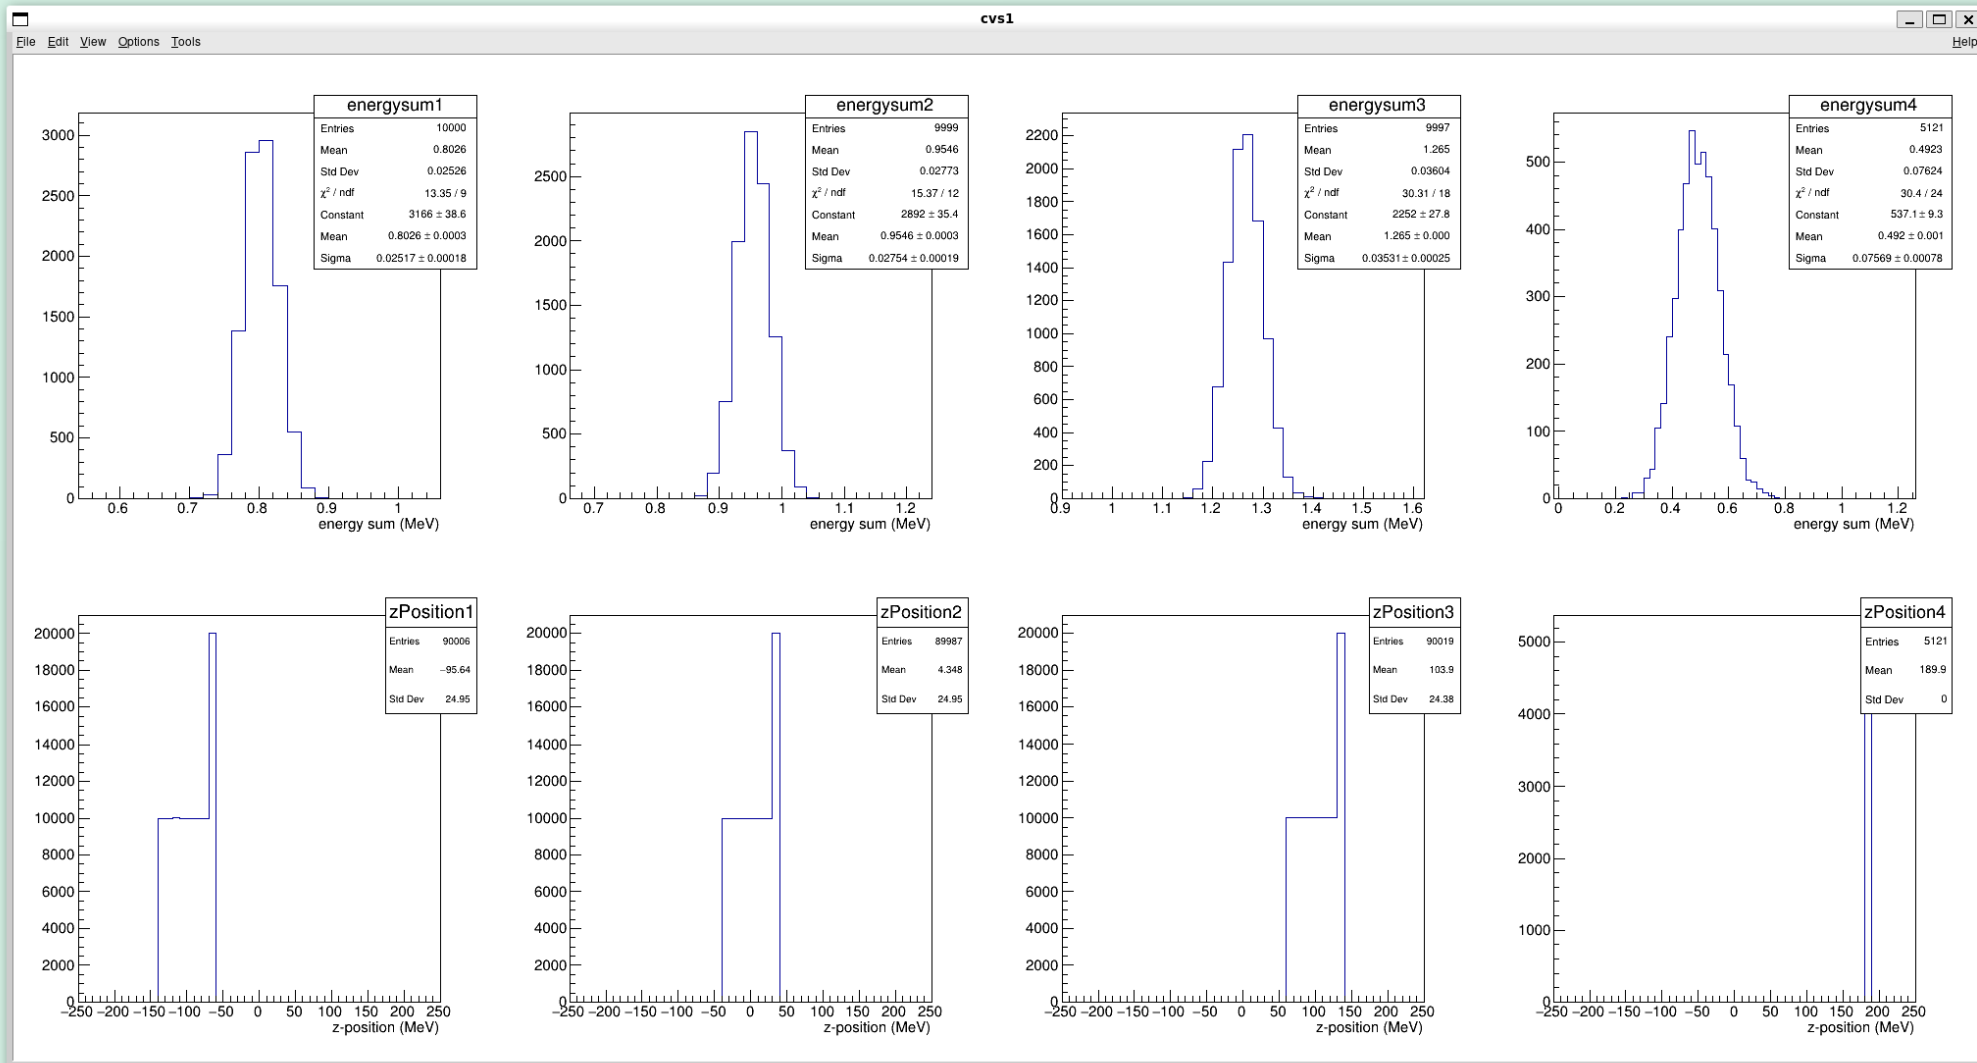 cvs1
File Edit View Options Tools Help
energysum1
Entries 10000
Mean 0.8026
Std Dev 0.02526
χ² / ndf 13.35 / 9
Constant 3166 ± 38.6
Mean 0.8026 ± 0.0003
Sigma 0.02517 ± 0.00018
3000
2500
2000
1500
1000
500
0
0.6 0.7 0.8 0.9 1
energy sum (MeV)
energysum2
Entries 9999
Mean 0.9546
Std Dev 0.02773
χ² / ndf 15.37 / 12
Constant 2892 ± 35.4
Mean 0.9546 ± 0.0003
Sigma 0.02754 ± 0.00019
2500
2000
1500
1000
500
0
0.7 0.8 0.9 1 1.1 1.2
energy sum (MeV)
energysum3
Entries 9997
Mean 1.265
Std Dev 0.03604
χ² / ndf 30.31 / 18
Constant 2252 ± 27.8
Mean 1.265 ± 0.000
Sigma 0.03531 ± 0.00025
2200
2000
1800
1600
1400
1200
1000
800
600
400
200
0
0.9 1 1.1 1.2 1.3 1.4 1.5 1.6
energy sum (MeV)
energysum4
Entries 5121
Mean 0.4923
Std Dev 0.07624
χ² / ndf 30.4 / 24
Constant 537.1 ± 9.3
Mean 0.492 ± 0.001
Sigma 0.07569 ± 0.00078
500
400
300
200
100
0
0 0.2 0.4 0.6 0.8 1 1.2
energy sum (MeV)
zPosition1
Entries 90006
Mean −95.64
Std Dev 24.95
20000
18000
16000
14000
12000
10000
8000
6000
4000
2000
0
−250 −200 −150 −100 −50 0 50 100 150 200 250
z-position (MeV)
zPosition2
Entries 89987
Mean 4.348
Std Dev 24.95
20000
18000
16000
14000
12000
10000
8000
6000
4000
2000
0
−250 −200 −150 −100 −50 0 50 100 150 200 250
z-position (MeV)
zPosition3
Entries 90019
Mean 103.9
Std Dev 24.38
20000
18000
16000
14000
12000
10000
8000
6000
4000
2000
0
−250 −200 −150 −100 −50 0 50 100 150 200 250
z-position (MeV)
zPosition4
Entries 5121
Mean 189.9
Std Dev 0
5000
4000
3000
2000
1000
0
−250 −200 −150 −100 −50 0 50 100 150 200 250
z-position (MeV)